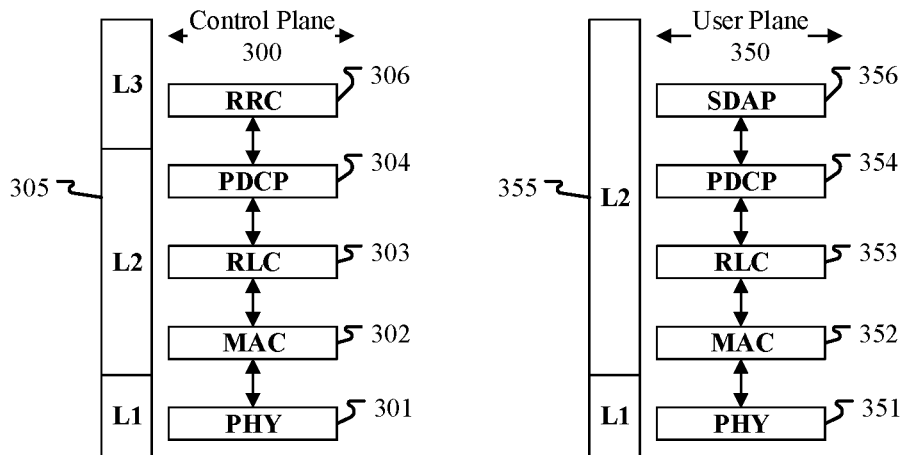 Control Plane
300
L3
RRC
306
PDCP
304
305
L2
RLC
303
MAC
302
L1
PHY
301
User Plane
350
SDAP
356
PDCP
354
355
L2
RLC
353
MAC
352
L1
PHY
351